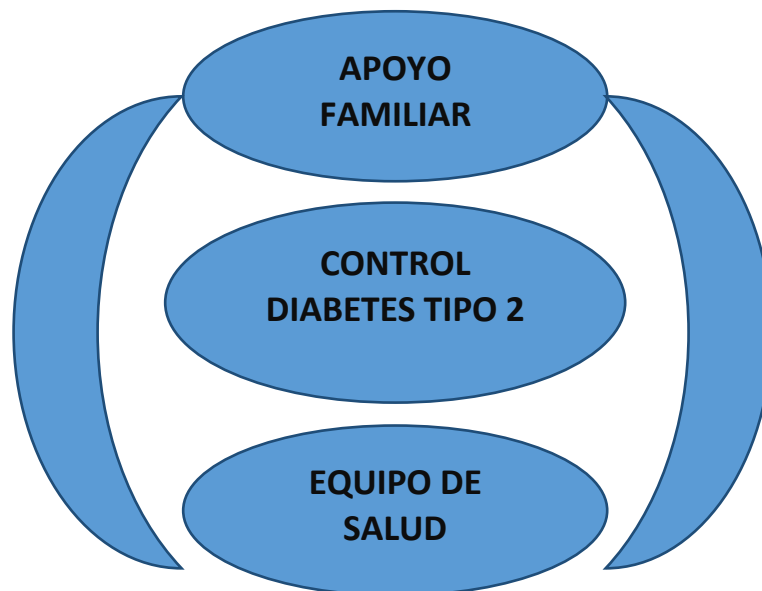 APOYO
FAMILIAR
CONTROL
DIABETES TIPO 2
EQUIPO DE
SALUD